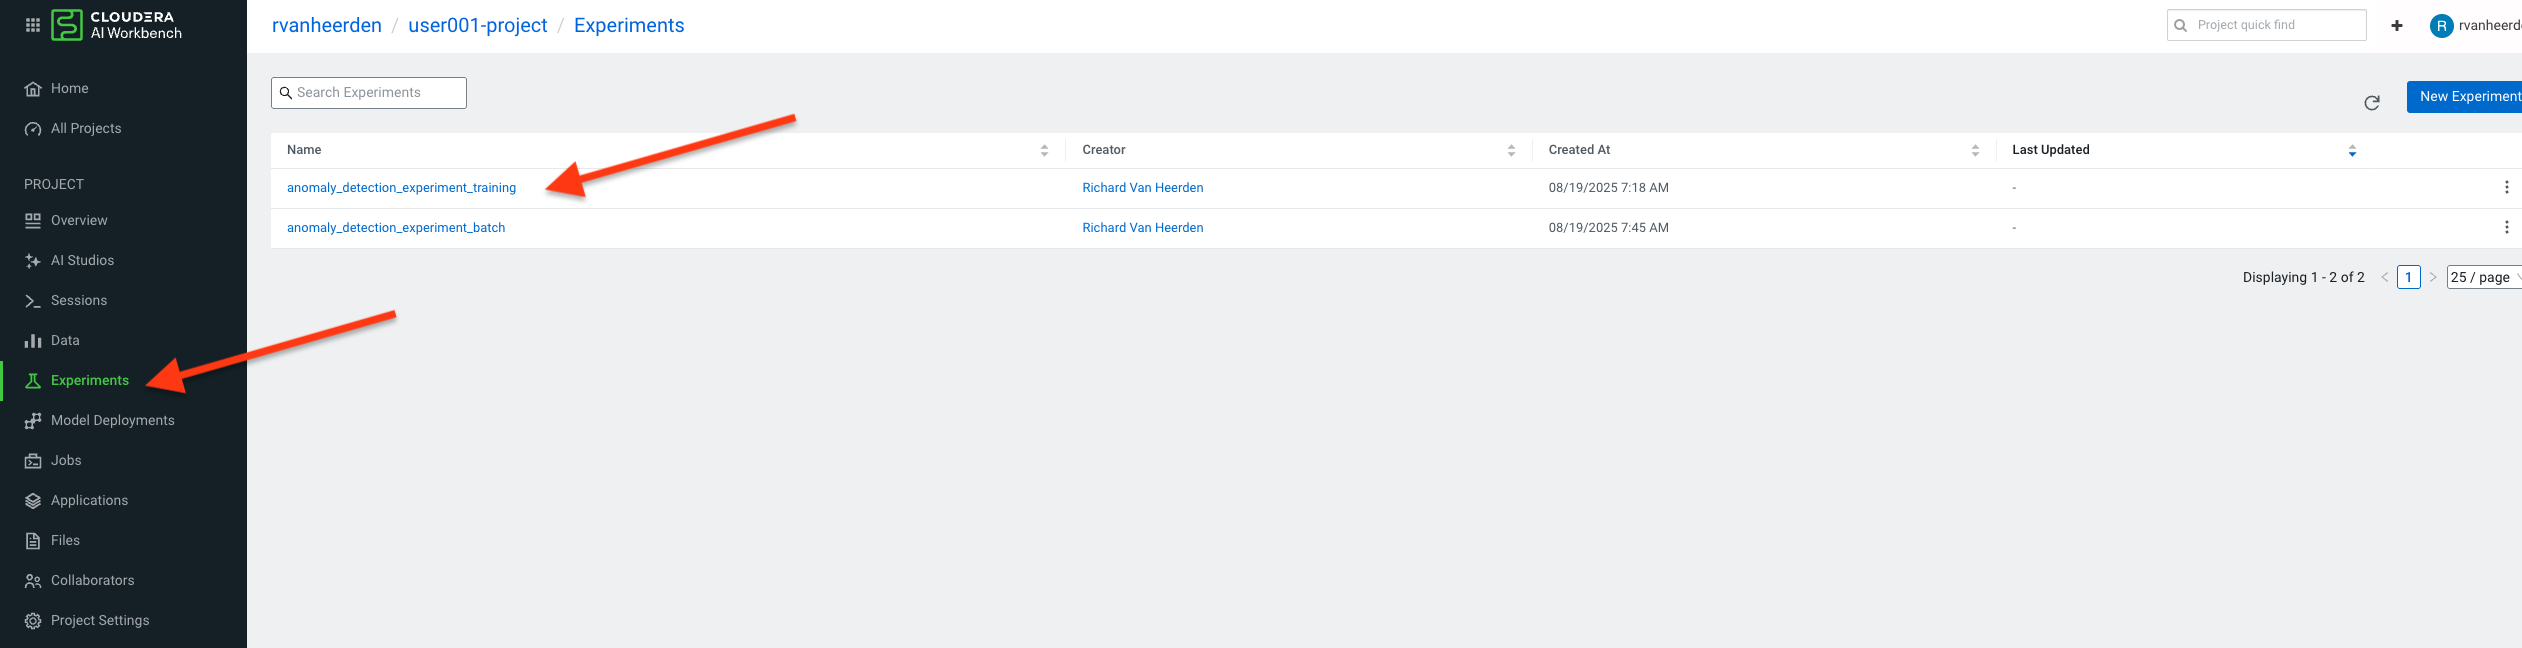 CLOUDERA
AI Workbench
rvanheerden / user001-project / Experiments
Project quick find
R rvanheerd
Home
All Projects
PROJECT
Overview
AI Studios
Sessions
Data
Experiments
Model Deployments
Jobs
Applications
Files
Collaborators
Project Settings
Search Experiments
New Experiment
Name Creator Created At Last Updated
anomaly_detection_experiment_training Richard Van Heerden 08/19/2025 7:18 AM -
anomaly_detection_experiment_batch Richard Van Heerden 08/19/2025 7:45 AM -
Displaying 1 - 2 of 2 < 1 > 25 / page